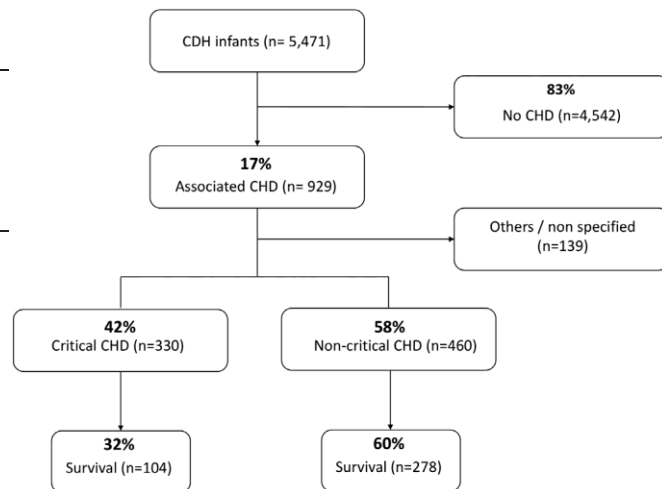 CDH infants (n= 5,471)
83%
No CHD (n=4,542)
17%
Associated CHD (n= 929)
Others / non specified
(n=139)
42%
Critical CHD (n=330)
58%
Non-critical CHD (n=460)
32%
Survival (n=104)
60%
Survival (n=278)